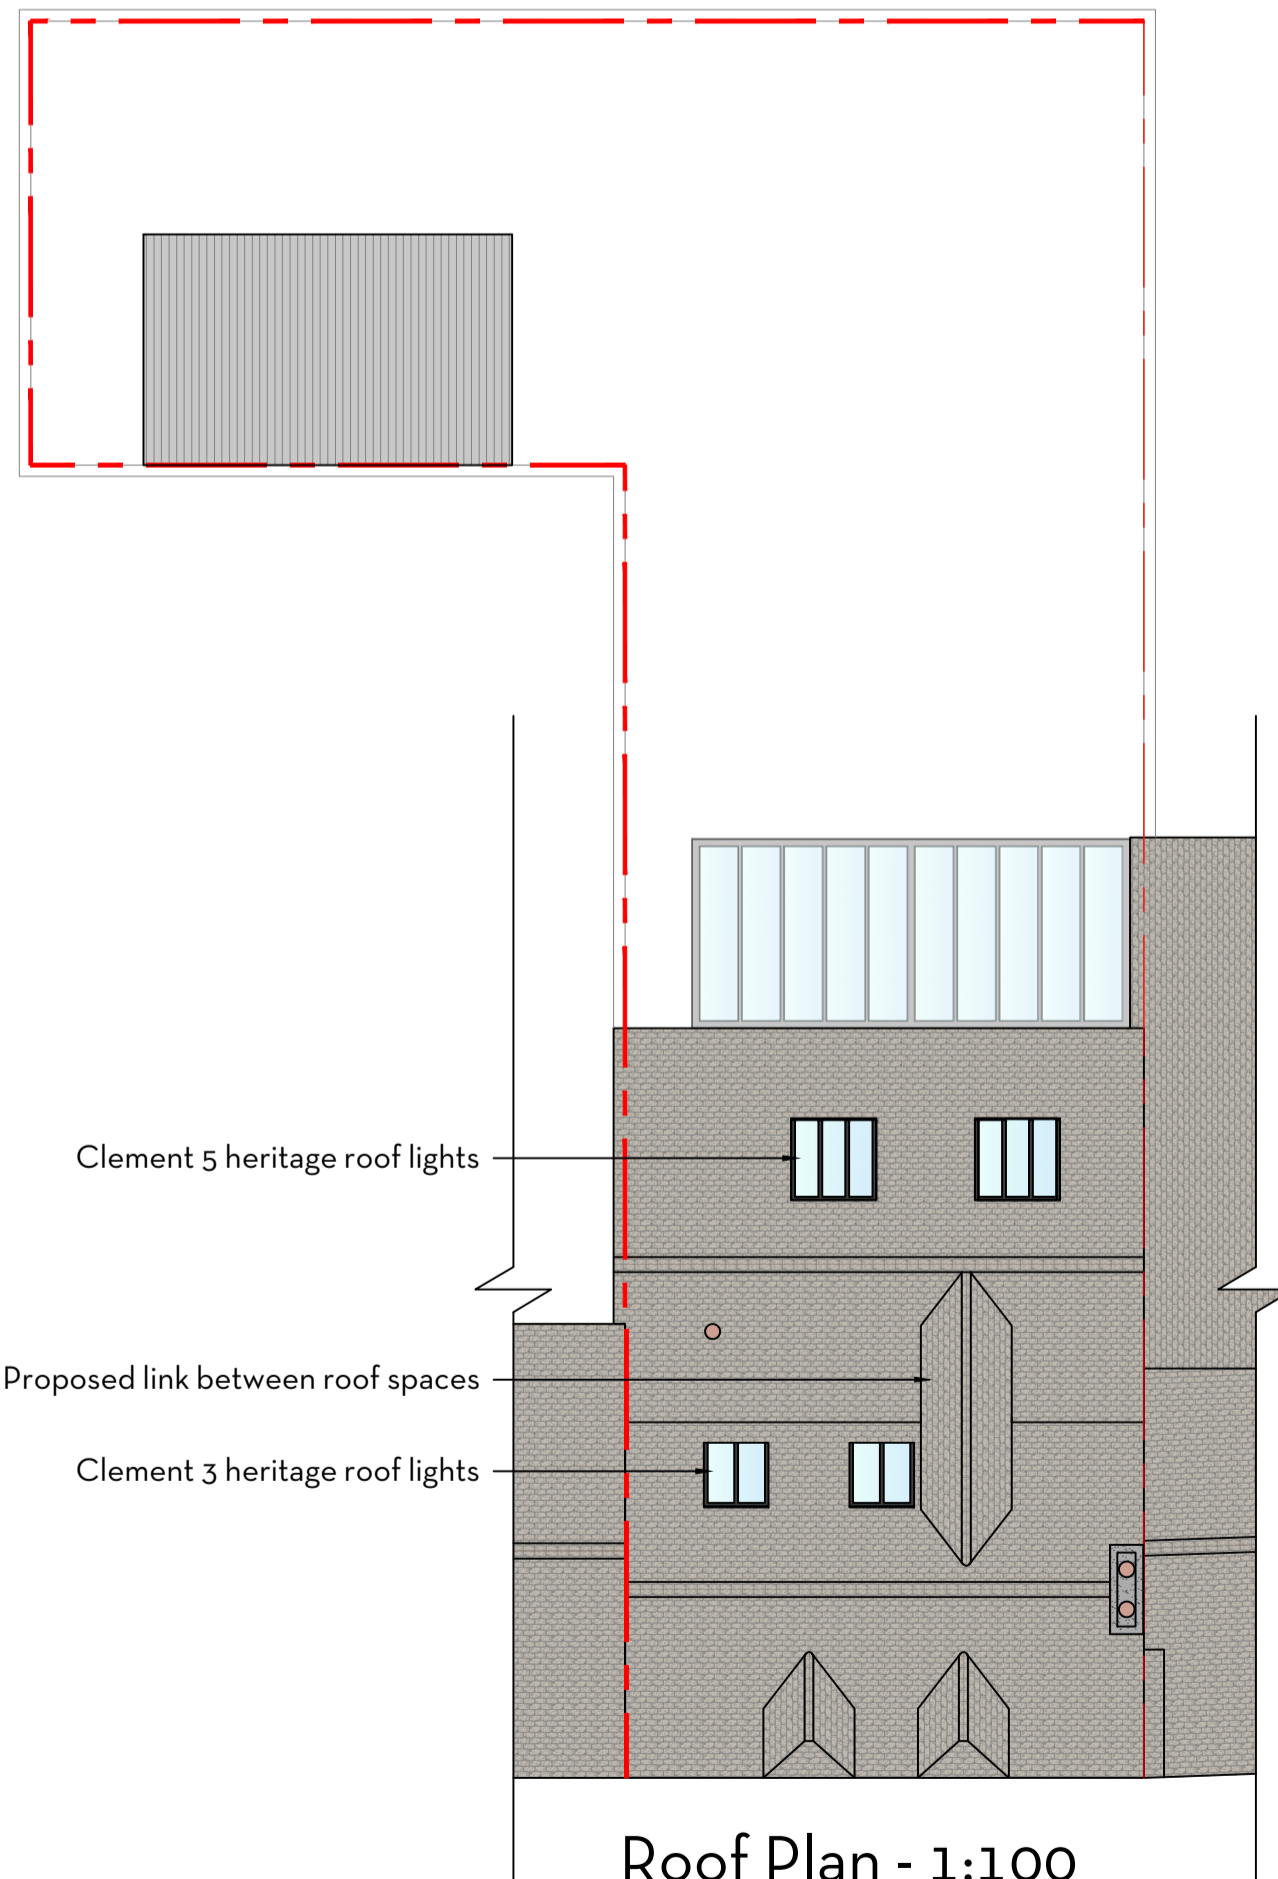 Clement 5 heritage roof lights
Proposed link between roof spaces
Clement 3 heritage roof lights
Roof Plan - 1:100